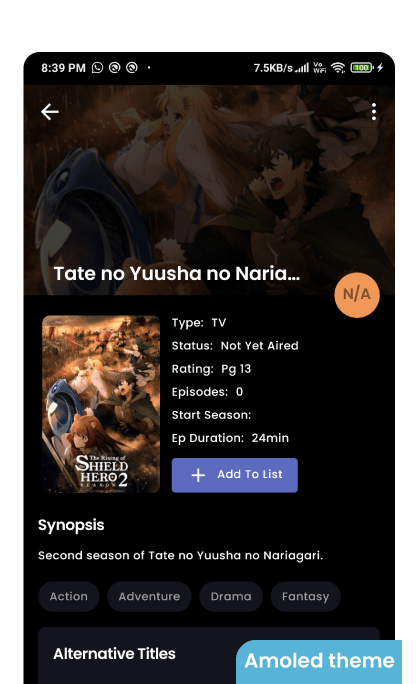 8:39 PM
7.5KB/s Vo WiFi 100
Tate no Yuusha no Naria...
N/A
Type: TV
Status: Not Yet Aired
Rating: Pg 13
Episodes: 0
Start Season:
Ep Duration: 24min
The Rising of
SHIELD
HERO 2
SEASON
+ Add To List
Synopsis
Second season of Tate no Yuusha no Nariagari.
Action Adventure Drama Fantasy
Alternative Titles
Amoled theme